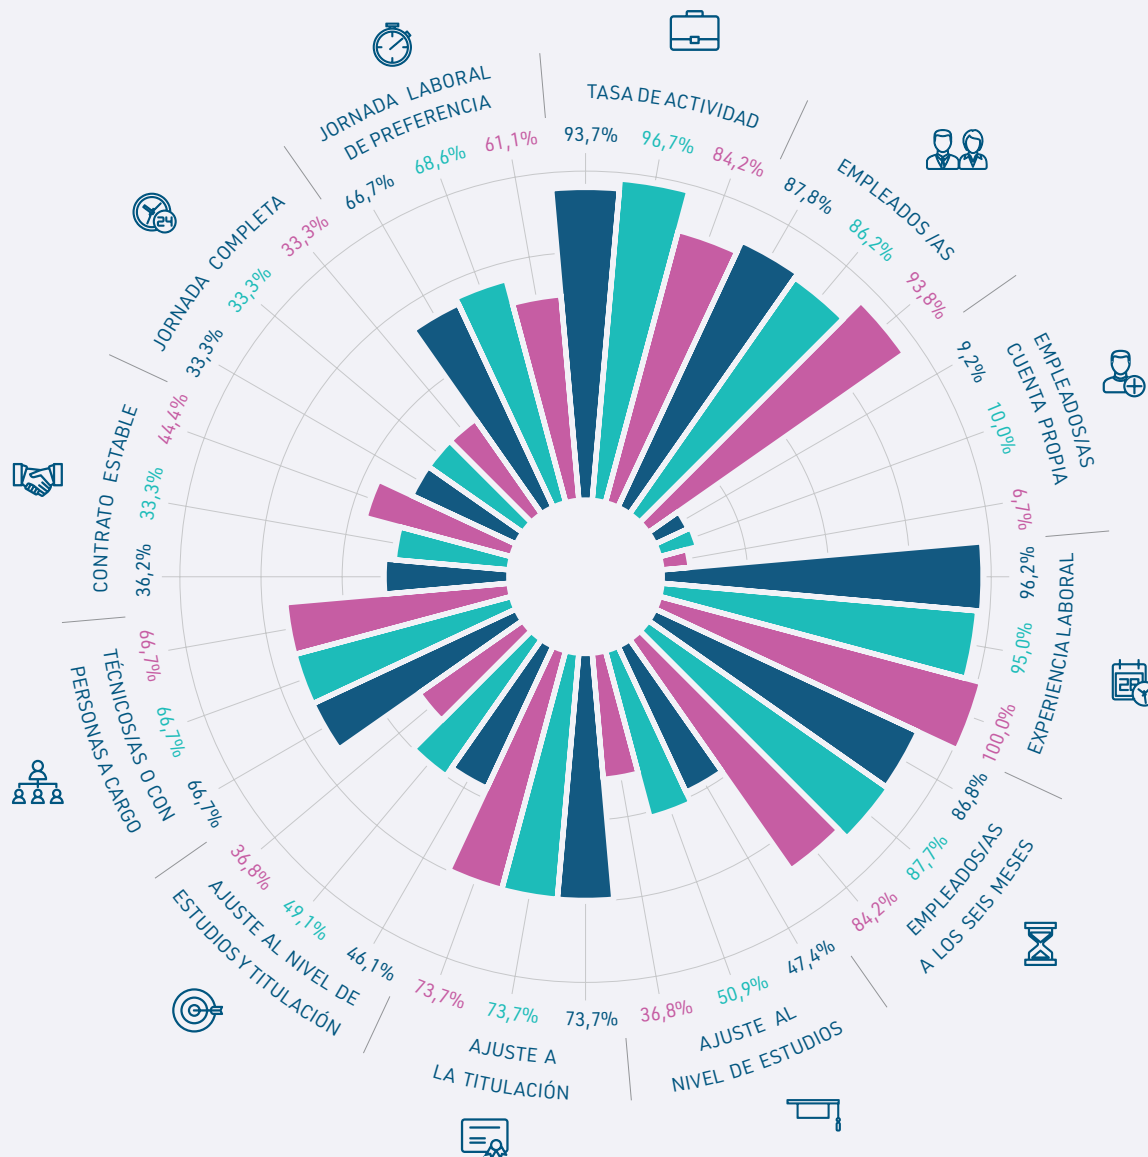 TASA DE ACTIVIDAD
93,7%
96,7%
84,2%
EMPLEADOS /AS
87,8%
86,2%
93,8%
EMPLEADOS/AS
CUENTA PROPIA
9,2%
10,0%
6,7%
EXPERIENCIA LABORAL
96,2%
95,0%
100,0%
EMPLEADOS/AS
A LOS SEIS MESES
86,8%
87,7%
84,2%
AJUSTE AL
NIVEL DE ESTUDIOS
47,4%
50,9%
36,8%
AJUSTE A
LA TITULACIÓN
73,7%
73,7%
73,7%
AJUSTE AL NIVEL DE
ESTUDIOS Y TITULACIÓN
46,1%
49,1%
36,8%
TÉCNICOS/AS O CON
PERSONAS A CARGO
66,7%
66,7%
66,7%
CONTRATO ESTABLE
36,2%
33,3%
44,4%
JORNADA COMPLETA
33,3%
33,3%
33,3%
JORNADA LABORAL
DE PREFERENCIA
66,7%
68,6%
61,1%
24